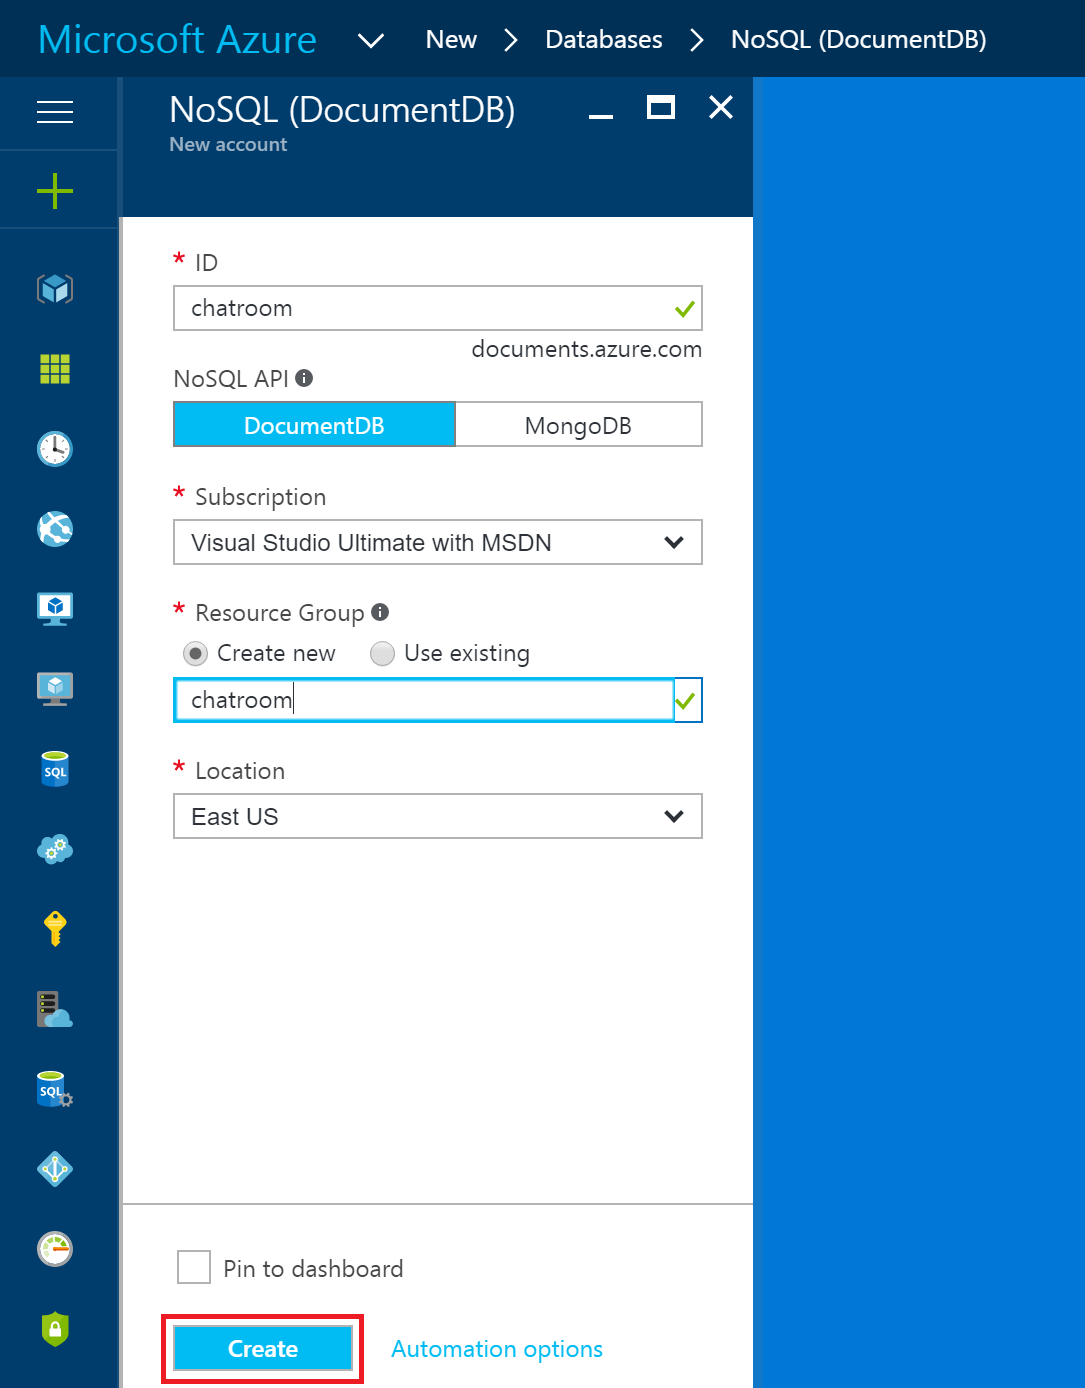 Microsoft Azure New Databases NoSQL (DocumentDB)
NoSQL (DocumentDB)
New account
* ID
chatroom
documents.azure.com
NoSQL API
DocumentDB MongoDB
* Subscription
Visual Studio Ultimate with MSDN
* Resource Group
Create new Use existing
chatroom
* Location
East US
SQL
SQL
Pin to dashboard
Create Automation options